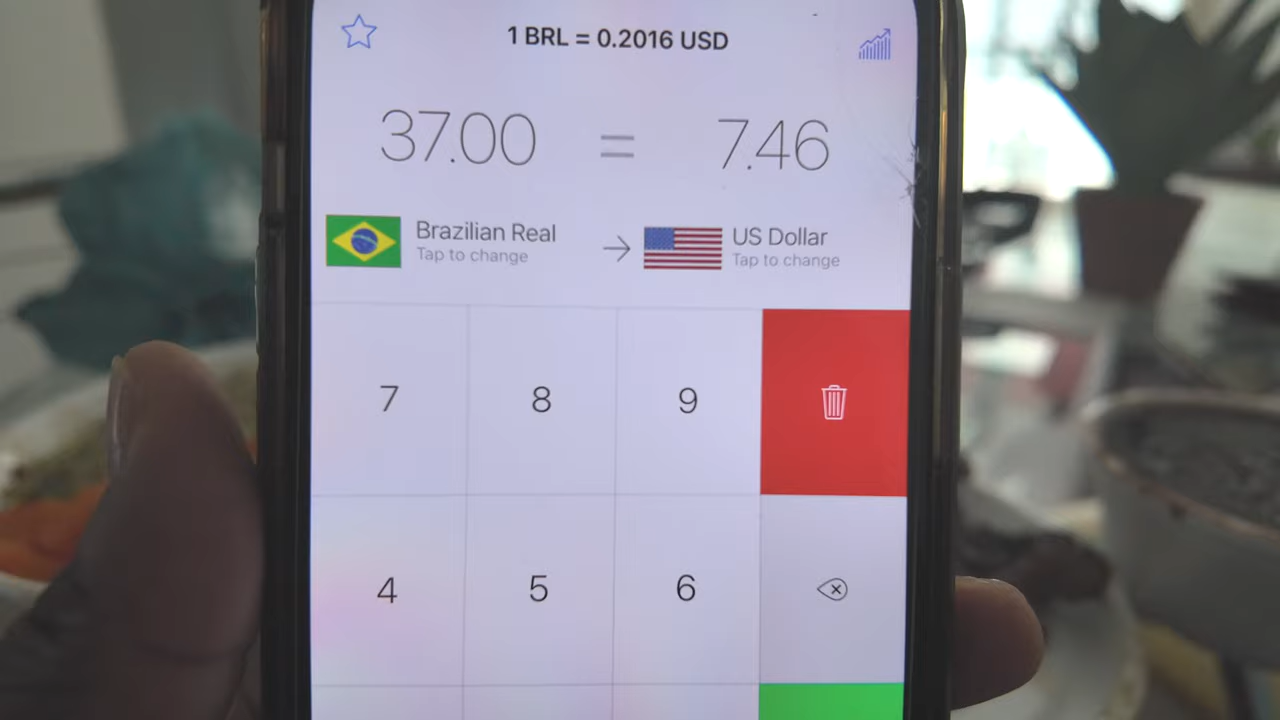 1 BRL = 0.2016 USD
37.00 = 7.46
Brazilian Real
Tap to change
US Dollar
Tap to change
7 8 9
4 5 6